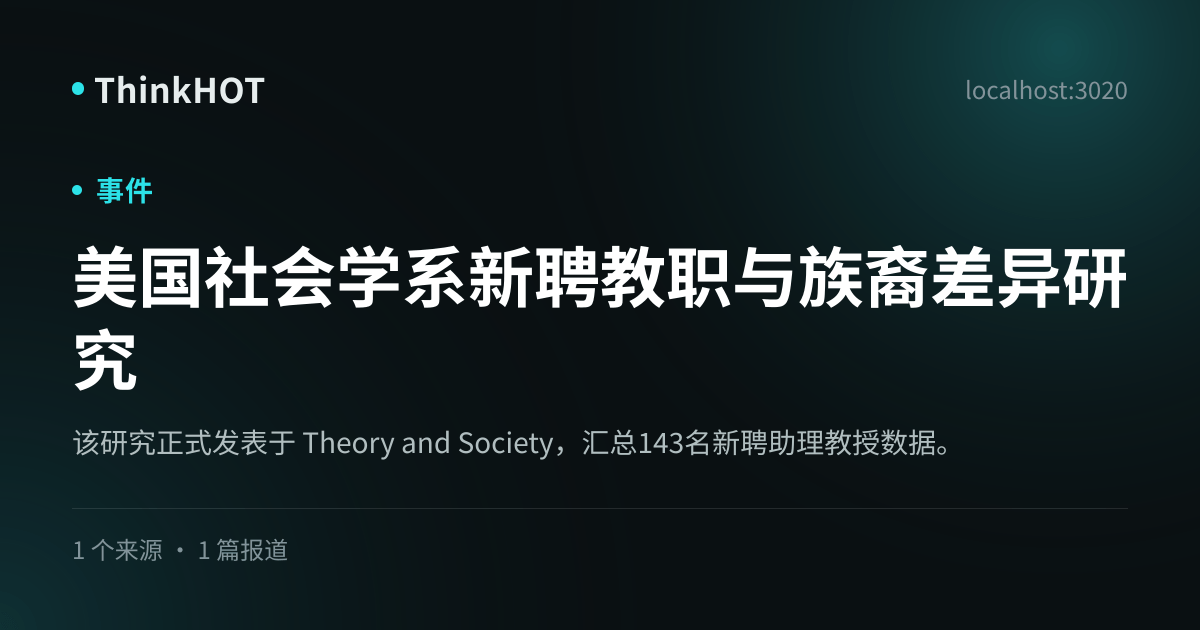 ThinkHOT
localhost:3020
事件
美国社会学系新聘教职与族裔差异研
究
该研究正式发表于 Theory and Society，汇总143名新聘助理教授数据。
1 个来源 · 1 篇报道